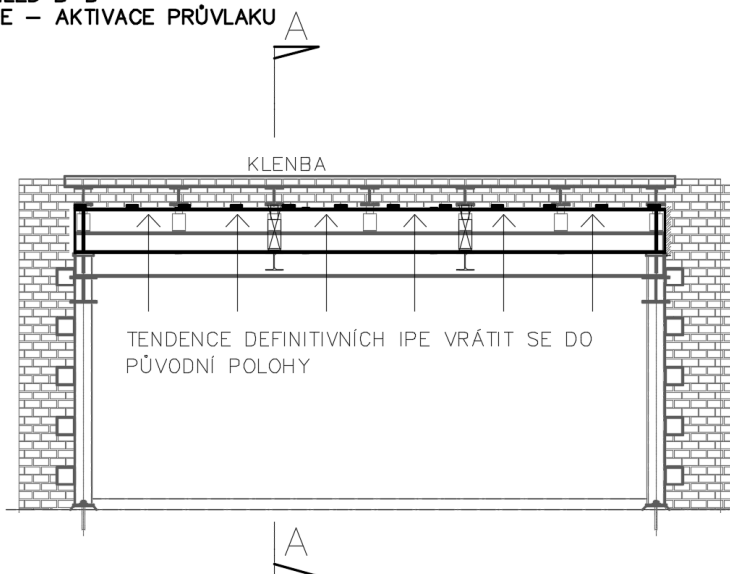 E – AKTIVACE PRŮVLAKU
A
KLENBA
TENDENCE DEFINITIVNÍCH IPE VRÁTIT SE DO
PŮVODNÍ POLOHY
A